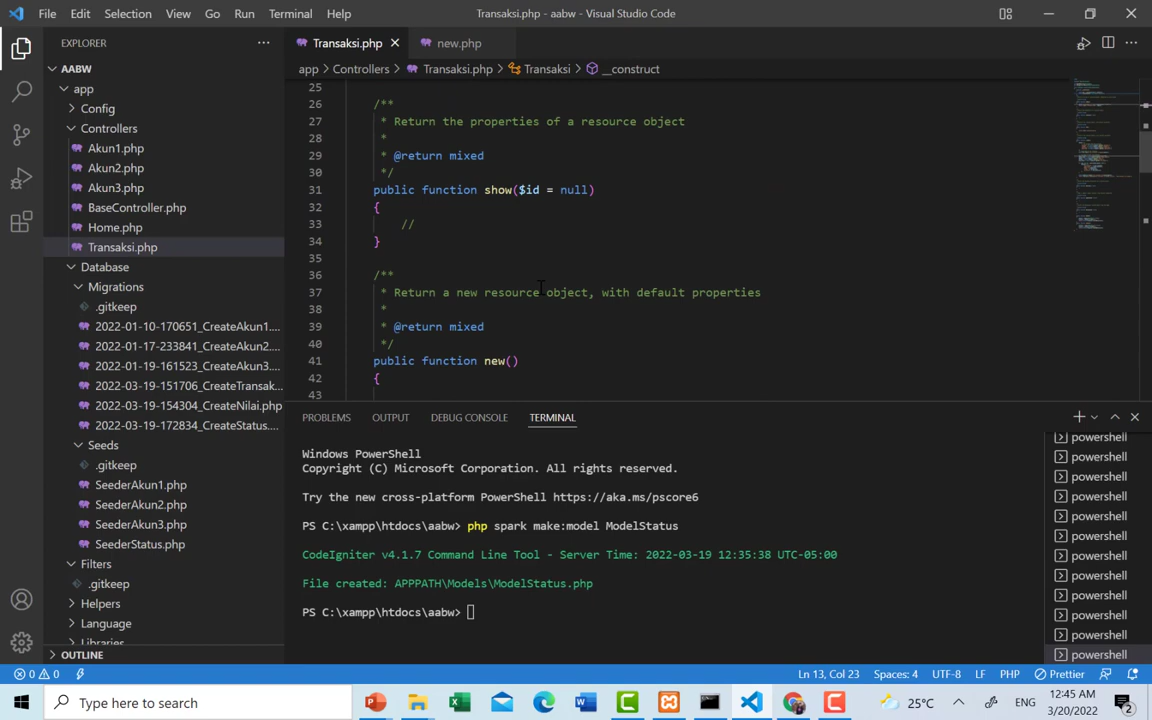 File Edit Selection View Go Run Terminal Help
Transaksi.php - aabw - Visual Studio Code
EXPLORER
AABW
app
Config
Controllers
Akun1.php
Akun2.php
Akun3.php
BaseController.php
Home.php
Transaksi.php
Database
Migrations
.gitkeep
2022-01-10-170651_CreateAkun1....
2022-01-17-233841_CreateAkun2....
2022-01-19-161523_CreateAkun3....
2022-03-19-151706_CreateTransak...
2022-03-19-154304_CreateNilai.php
2022-03-19-172834_CreateStatus....
Seeds
.gitkeep
SeederAkun1.php
SeederAkun2.php
SeederAkun3.php
SeederStatus.php
Filters
.gitkeep
Helpers
Language
Libraries
OUTLINE
Transaksi.php new.php
app > Controllers > Transaksi.php > Transaksi > __construct
25
26 /**
27 * Return the properties of a resource object
28 *
29 * @return mixed
30 */
31 public function show($id = null)
32 {
33 //
34 }
35
36 /**
37 * Return a new resource object, with default properties
38 *
39 * @return mixed
40 */
41 public function new()
42 {
43
PROBLEMS OUTPUT DEBUG CONSOLE TERMINAL
Windows PowerShell
Copyright (C) Microsoft Corporation. All rights reserved.
Try the new cross-platform PowerShell https://aka.ms/pscore6
PS C:\xampp\htdocs\aabw> php spark make:model ModelStatus
CodeIgniter v4.1.7 Command Line Tool - Server Time: 2022-03-19 12:35:38 UTC-05:00
File created: APPPATH\Models\ModelStatus.php
PS C:\xampp\htdocs\aabw>
powershell
powershell
powershell
powershell
powershell
powershell
powershell
powershell
powershell
powershell
powershell
powershell
0 0
Ln 13, Col 23 Spaces: 4 UTF-8 LF PHP Prettier
Type here to search
25°C ENG 12:45 AM
3/20/2022
2